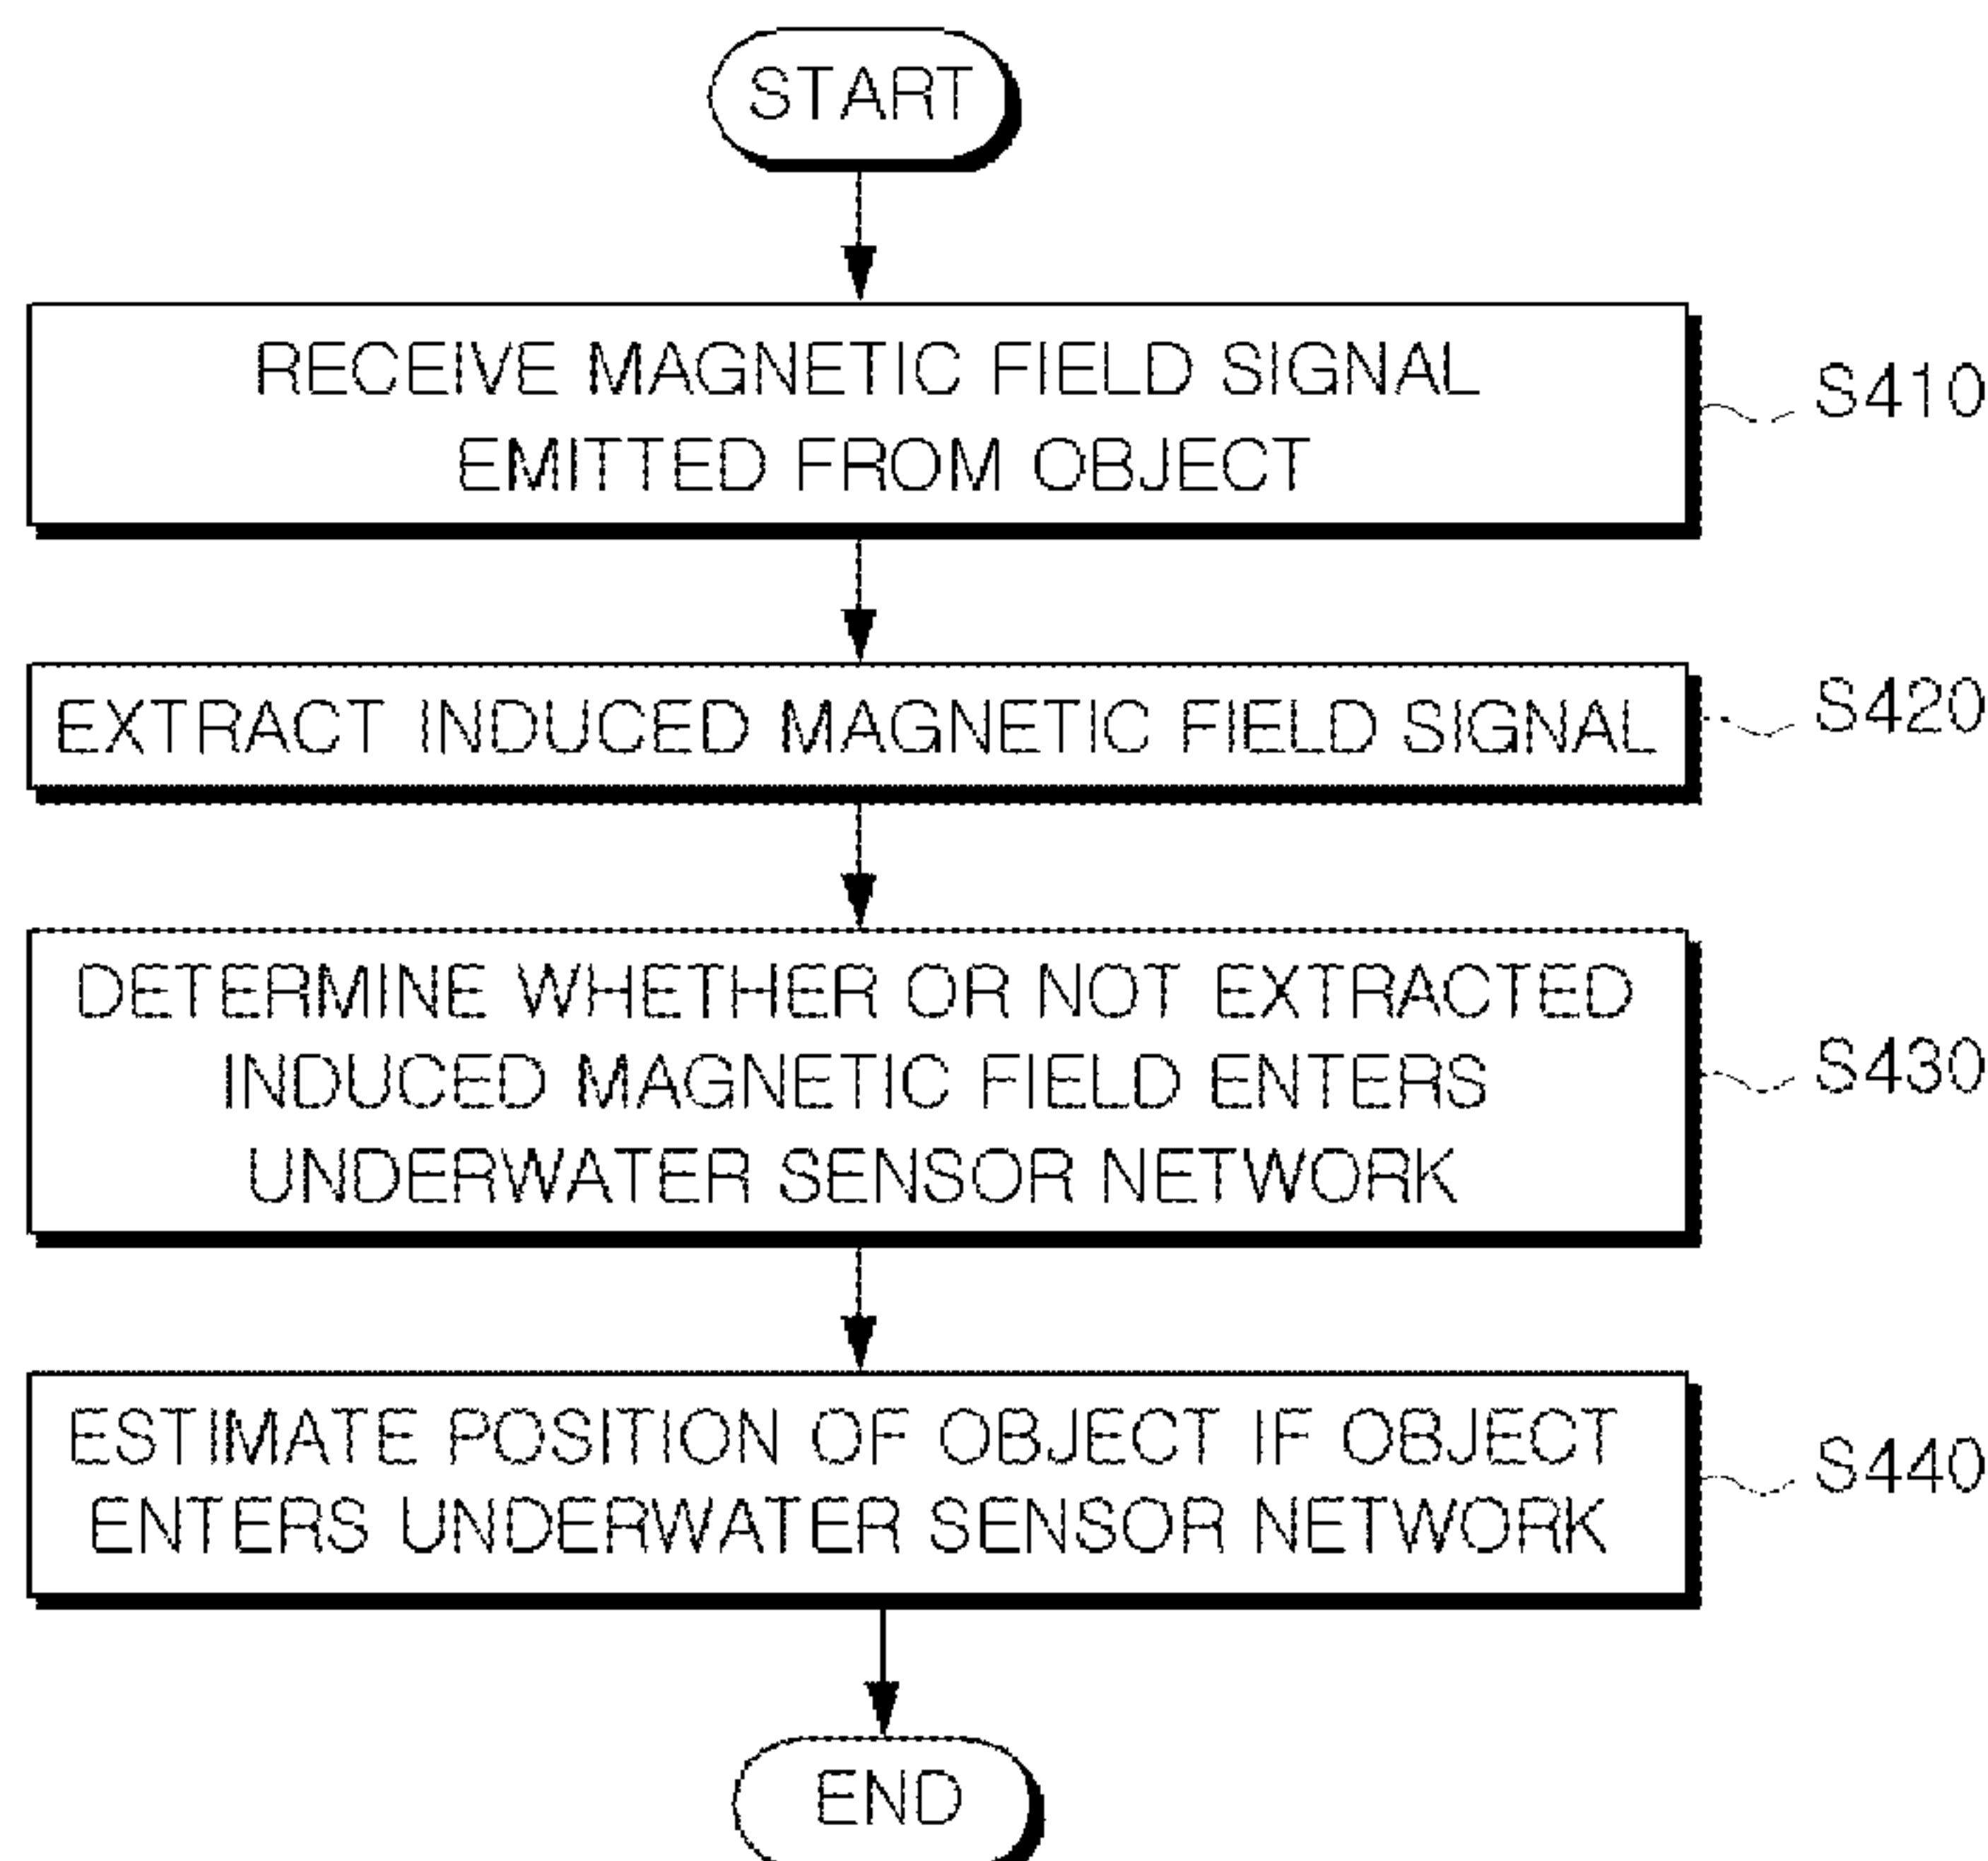 START
RECEIVE MAGNETIC FIELD SIGNAL
EMITTED FROM OBJECT
S410
EXTRACT INDUCED MAGNETIC FIELD SIGNAL
S420
DETERMINE WHETHER OR NOT EXTRACTED
INDUCED MAGNETIC FIELD ENTERS
UNDERWATER SENSOR NETWORK
S430
ESTIMATE POSITION OF OBJECT IF OBJECT
ENTERS UNDERWATER SENSOR NETWORK
S440
END